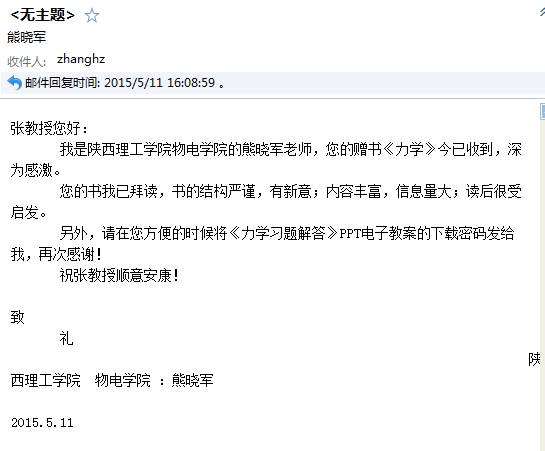 <无主题>
熊晓军
收件人: zhanghz
邮件回复时间: 2015/5/11 16:08:59 。
张教授您好：
我是陕西理工学院物电学院的熊晓军老师，您的赠书《力学》今已收到，深
为感激。
您的书我已拜读，书的结构严谨，有新意；内容丰富，信息量大；读后很受
启发。
另外，请在您方便的时候将《力学习题解答》PPT电子教案的下载密码发给
我，再次感谢！
祝张教授顺意安康！
致
礼
陕
西理工学院 物电学院 ：熊晓军
2015.5.11